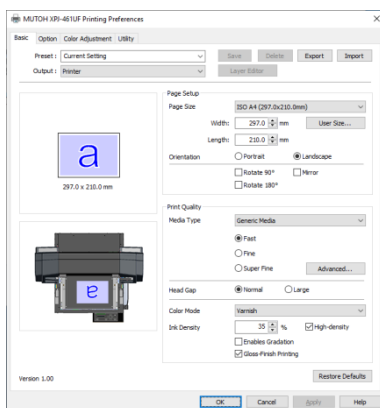 MUTOH XPJ-461UF Printing Preferences
Basic Option Color Adjustment Utility
Preset : Current Setting Save Delete Export Import
Output : Printer Layer Editor
Page Setup
Page Size ISO A4 (297.0x210.0mm)
Width: 297.0 mm User Size...
Length: 210.0 mm
Orientation Portrait Landscape
Rotate 90° Mirror
Rotate 180°
a
297.0 x 210.0 mm
Print Quality
Media Type Generic Media
Fast
Fine
Super Fine Advanced...
Head Gap Normal Large
Color Mode Varnish
Ink Density 35 % High-density
Enables Gradation
Gloss-Finish Printing
a
Version 1.00 Restore Defaults
OK Cancel Apply Help